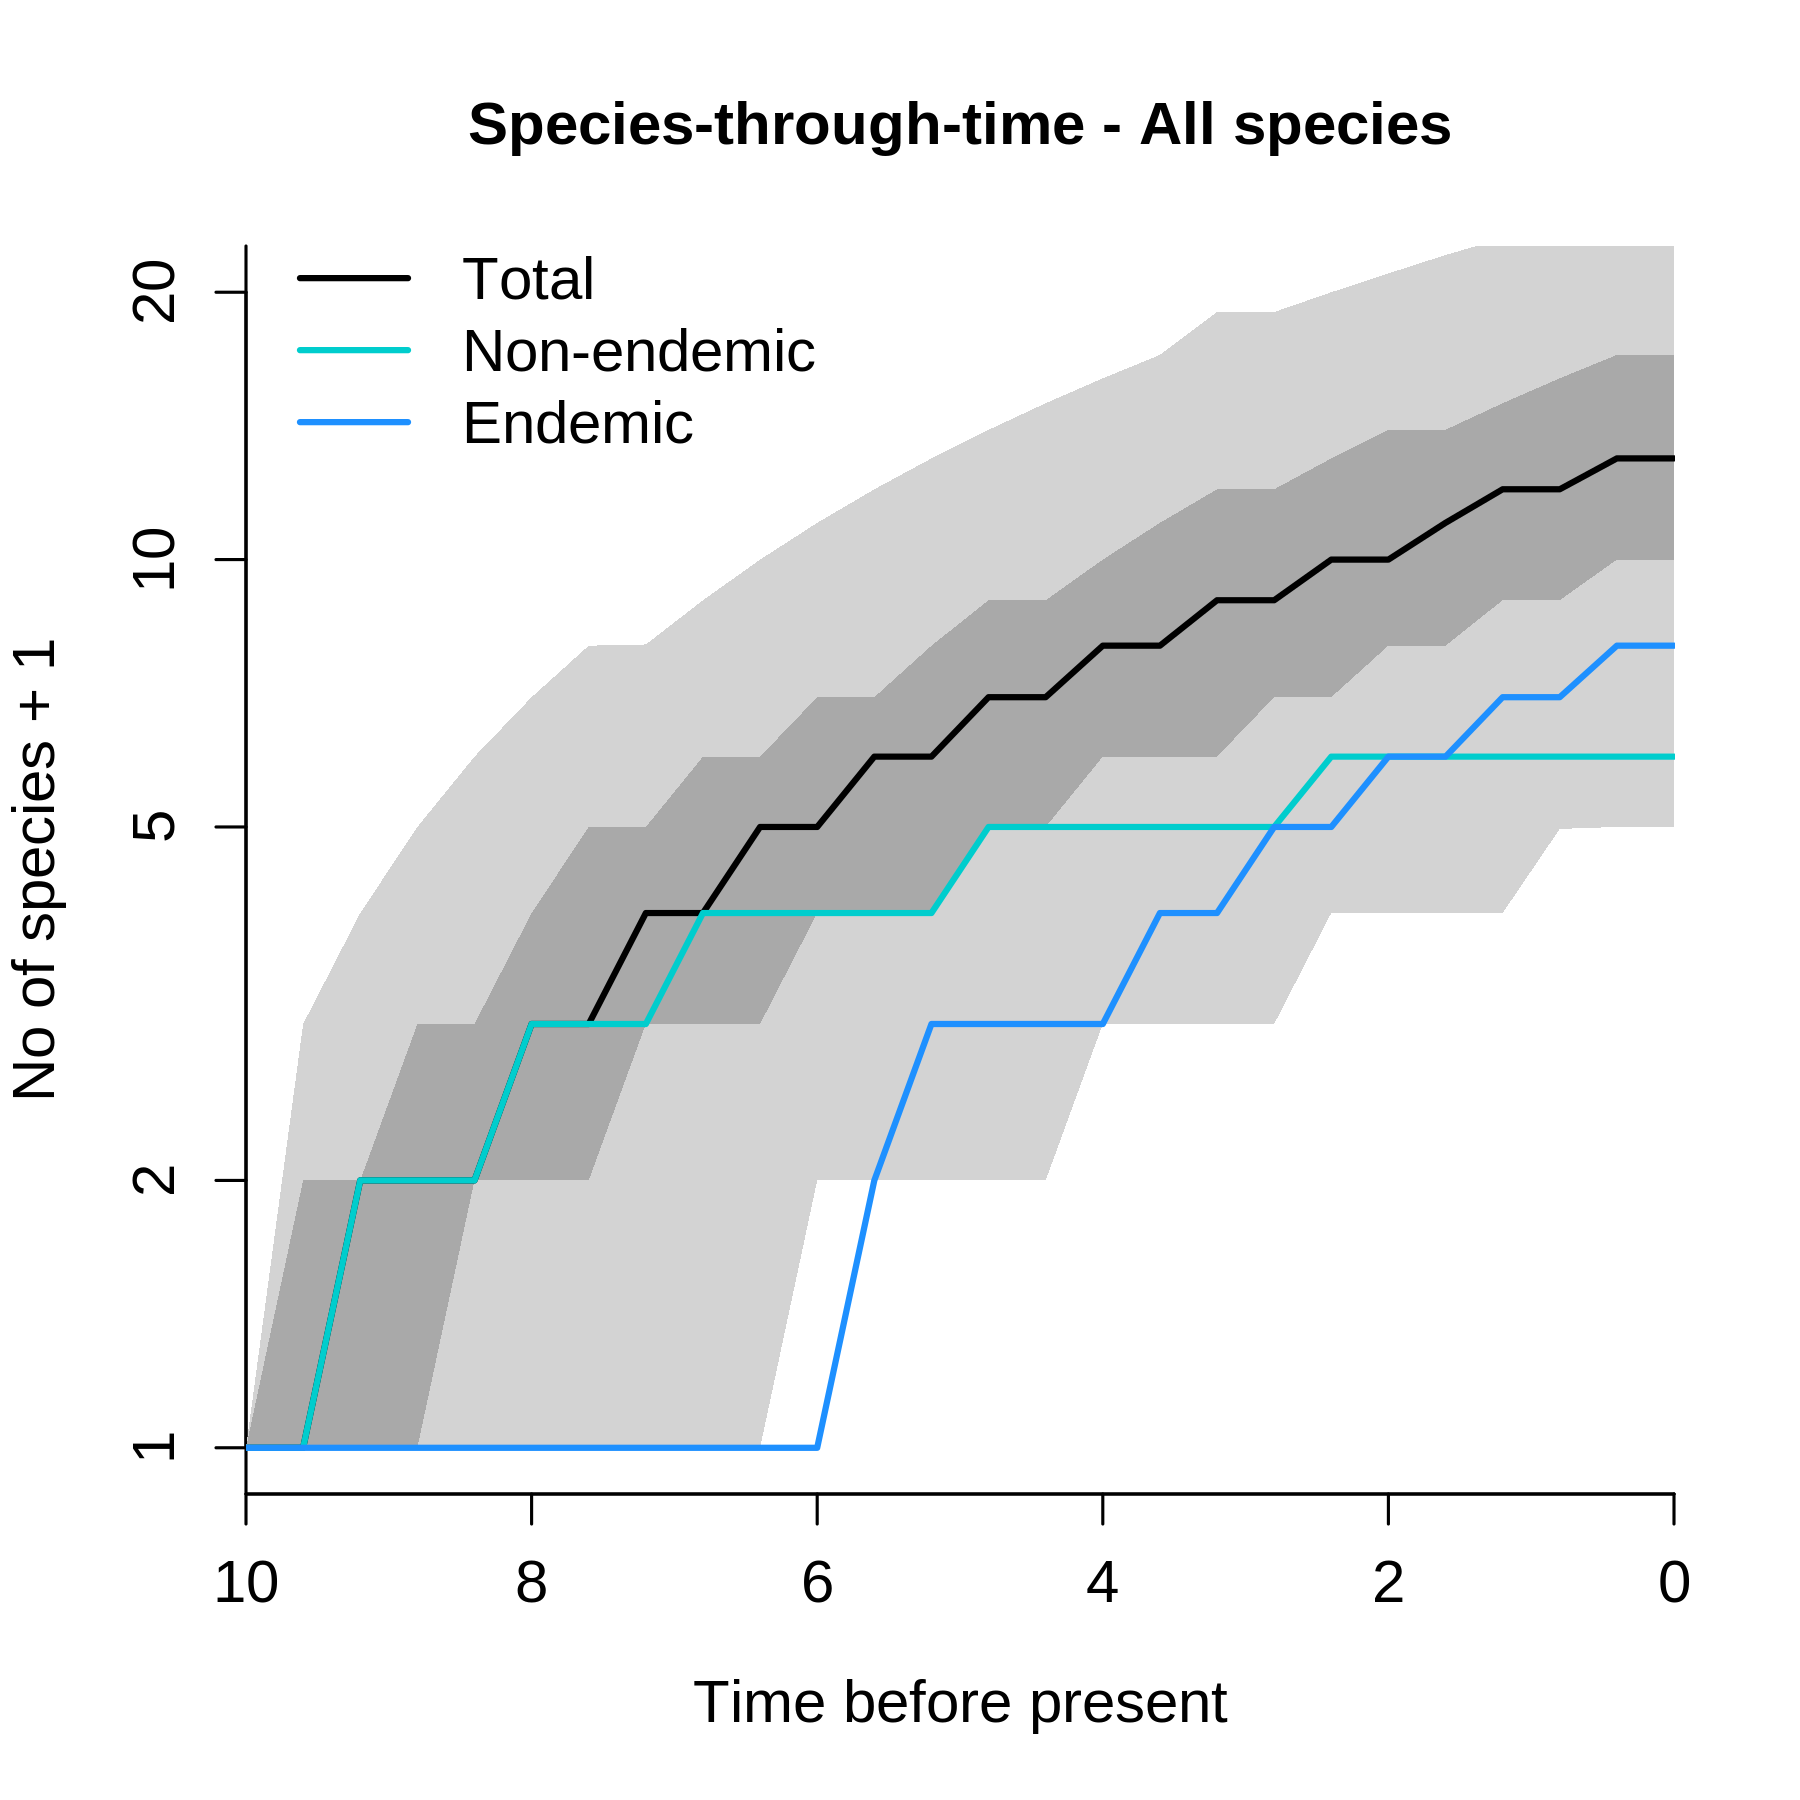 Species-through-time - All species
Total
Non-endemic
Endemic
20
10
5
2
1
No of species + 1
10 8 6 4 2 0
Time before present